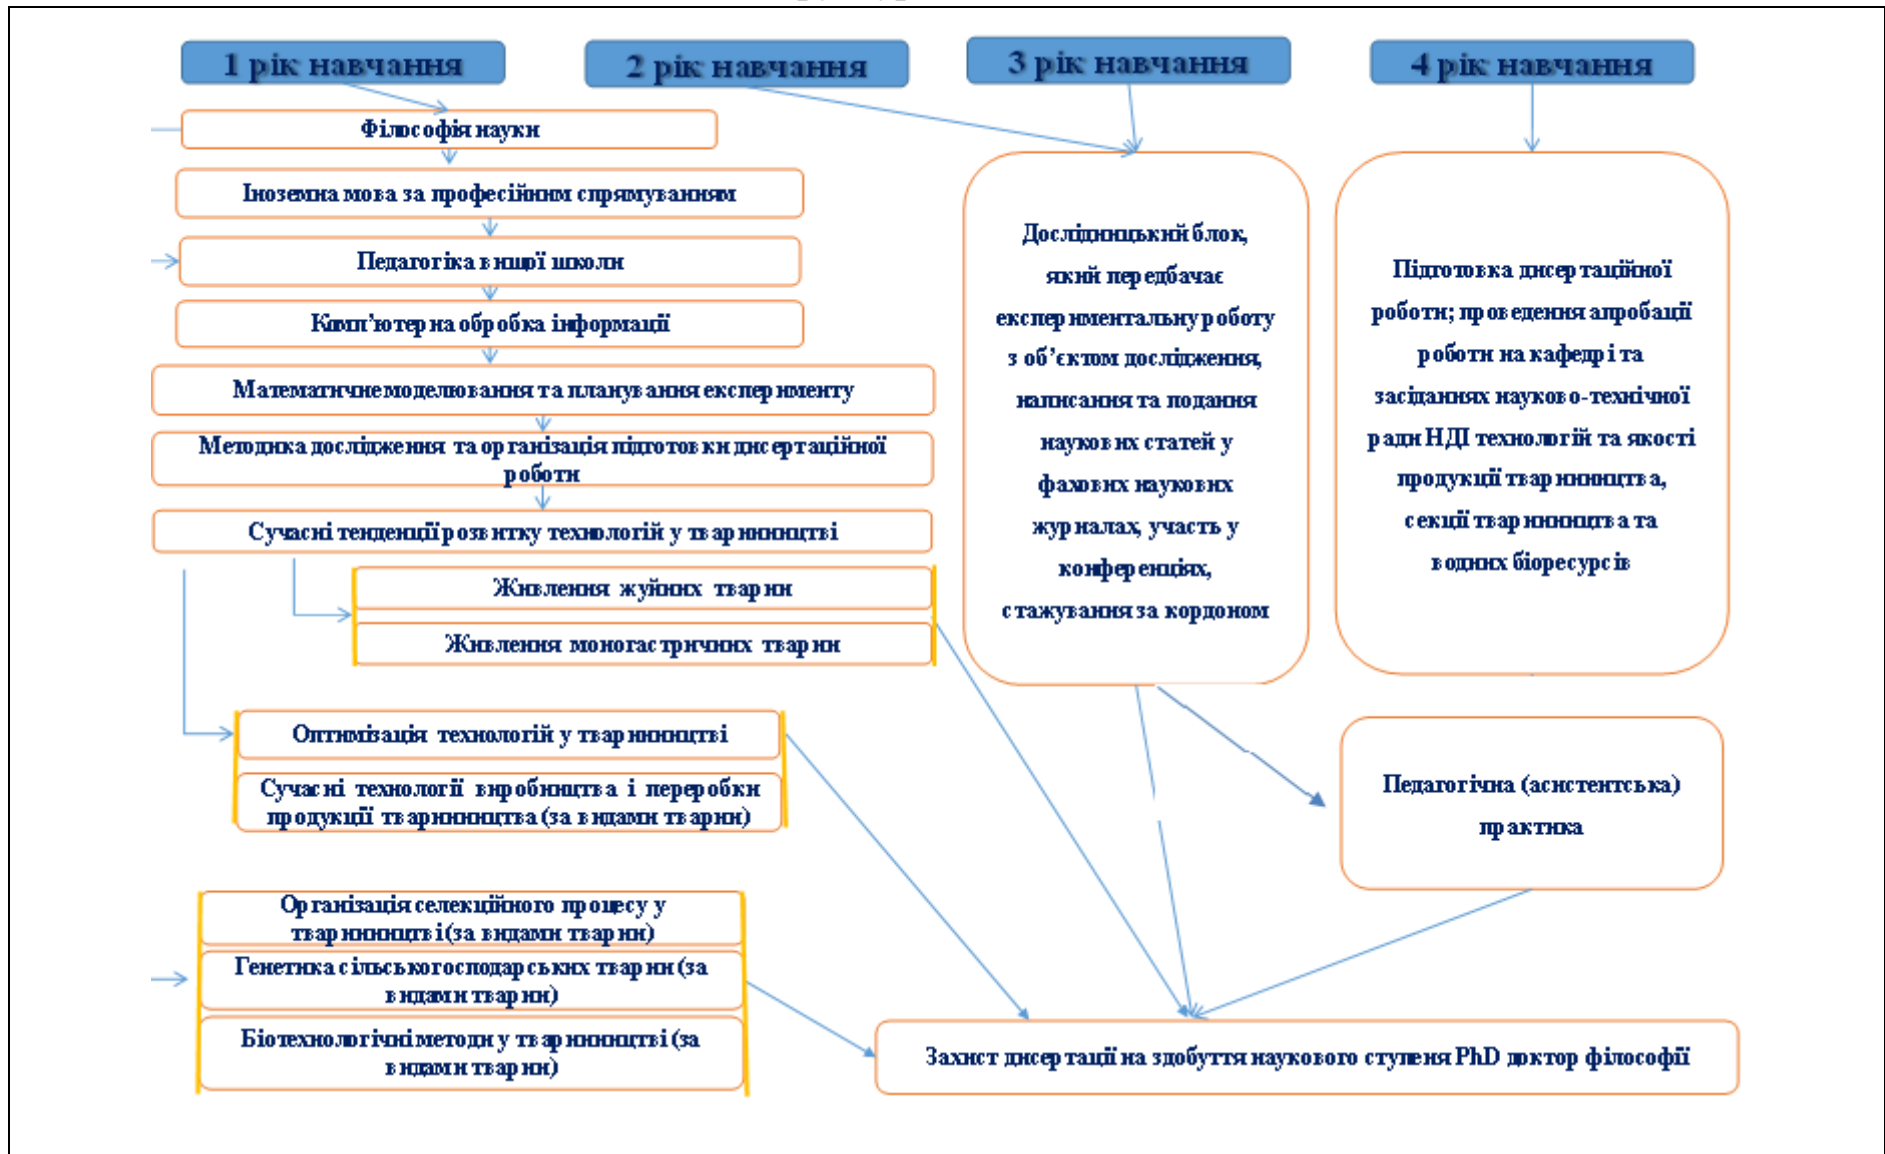 1 рік навчання
2 рік навчання
3 рік навчання
4 рік навчання
Філософія науки
Іноземна мова за професійним спрямуванням
Педагогіка вищої школи
Комп’ютерна обробка інформації
Математичне моделювання та планування експерименту
Методика дослідження та організація підготовки дисертаційної
роботи
Сучасні тенденції розвитку технологій у тваринництві
Живлення жуйних тварин
Живлення моногастричних тварин
Оптимізація технологій у тваринництві
Сучасні технології виробництва і переробки
продукції тваринництва (за видами тварин)
Організація селекційного процесу у
тваринництві (за видами тварин)
Генетика сільськогосподарських тварин (за
видами тварин)
Біотехнологічні методи у тваринництві (за
видами тварин)
Дослідницький блок,
який передбачає
експериментальну роботу
з об’єктом дослідження,
написання та подання
наукових статей у
фахових наукових
журналах, участь у
конференціях,
стажування за кордоном
Підготовка дисертаційної
роботи; проведення апробації
роботи на кафедрі та
засіданнях науково-технічної
ради НДІ технологій та якості
продукції тваринництва,
секції тваринництва та
водних біоресурсів
Педагогічна (асистентська)
практика
Захист дисертації на здобуття наукового ступеня PhD доктор філософії